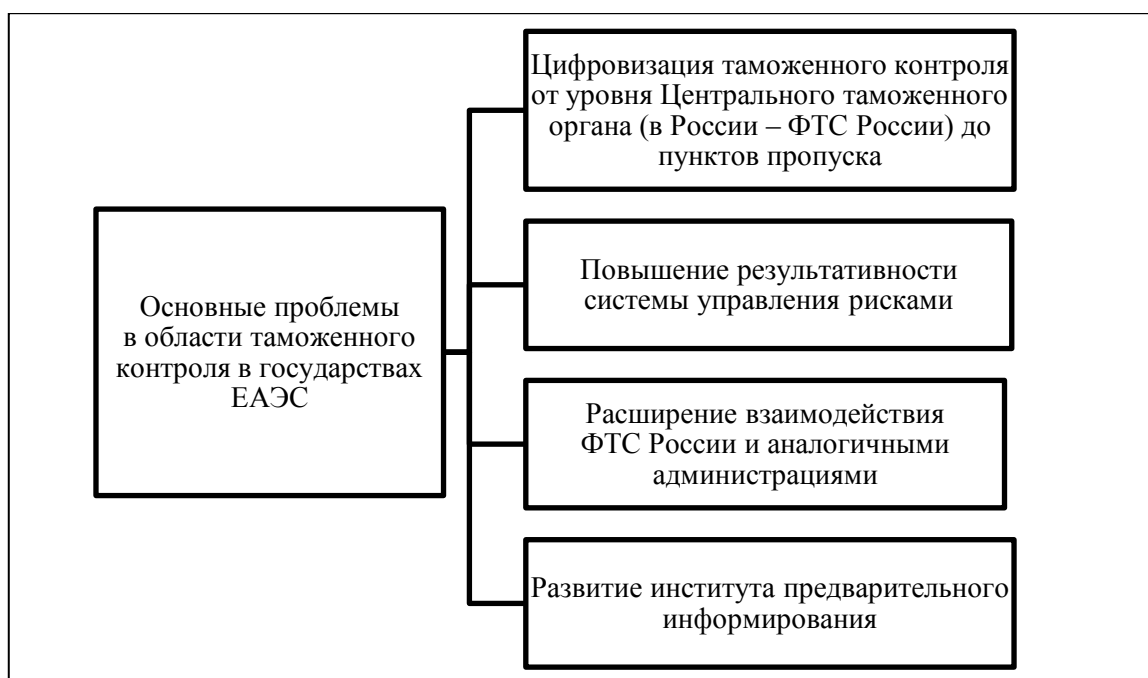 Основные проблемы
в области таможенного
контроля в государствах
ЕАЭС
Цифровизация таможенного контроля
от уровня Центрального таможенного
органа (в России – ФТС России) до
пунктов пропуска
Повышение результативности
системы управления рисками
Расширение взаимодействия
ФТС России и аналогичными
администрациями
Развитие института предварительного
информирования